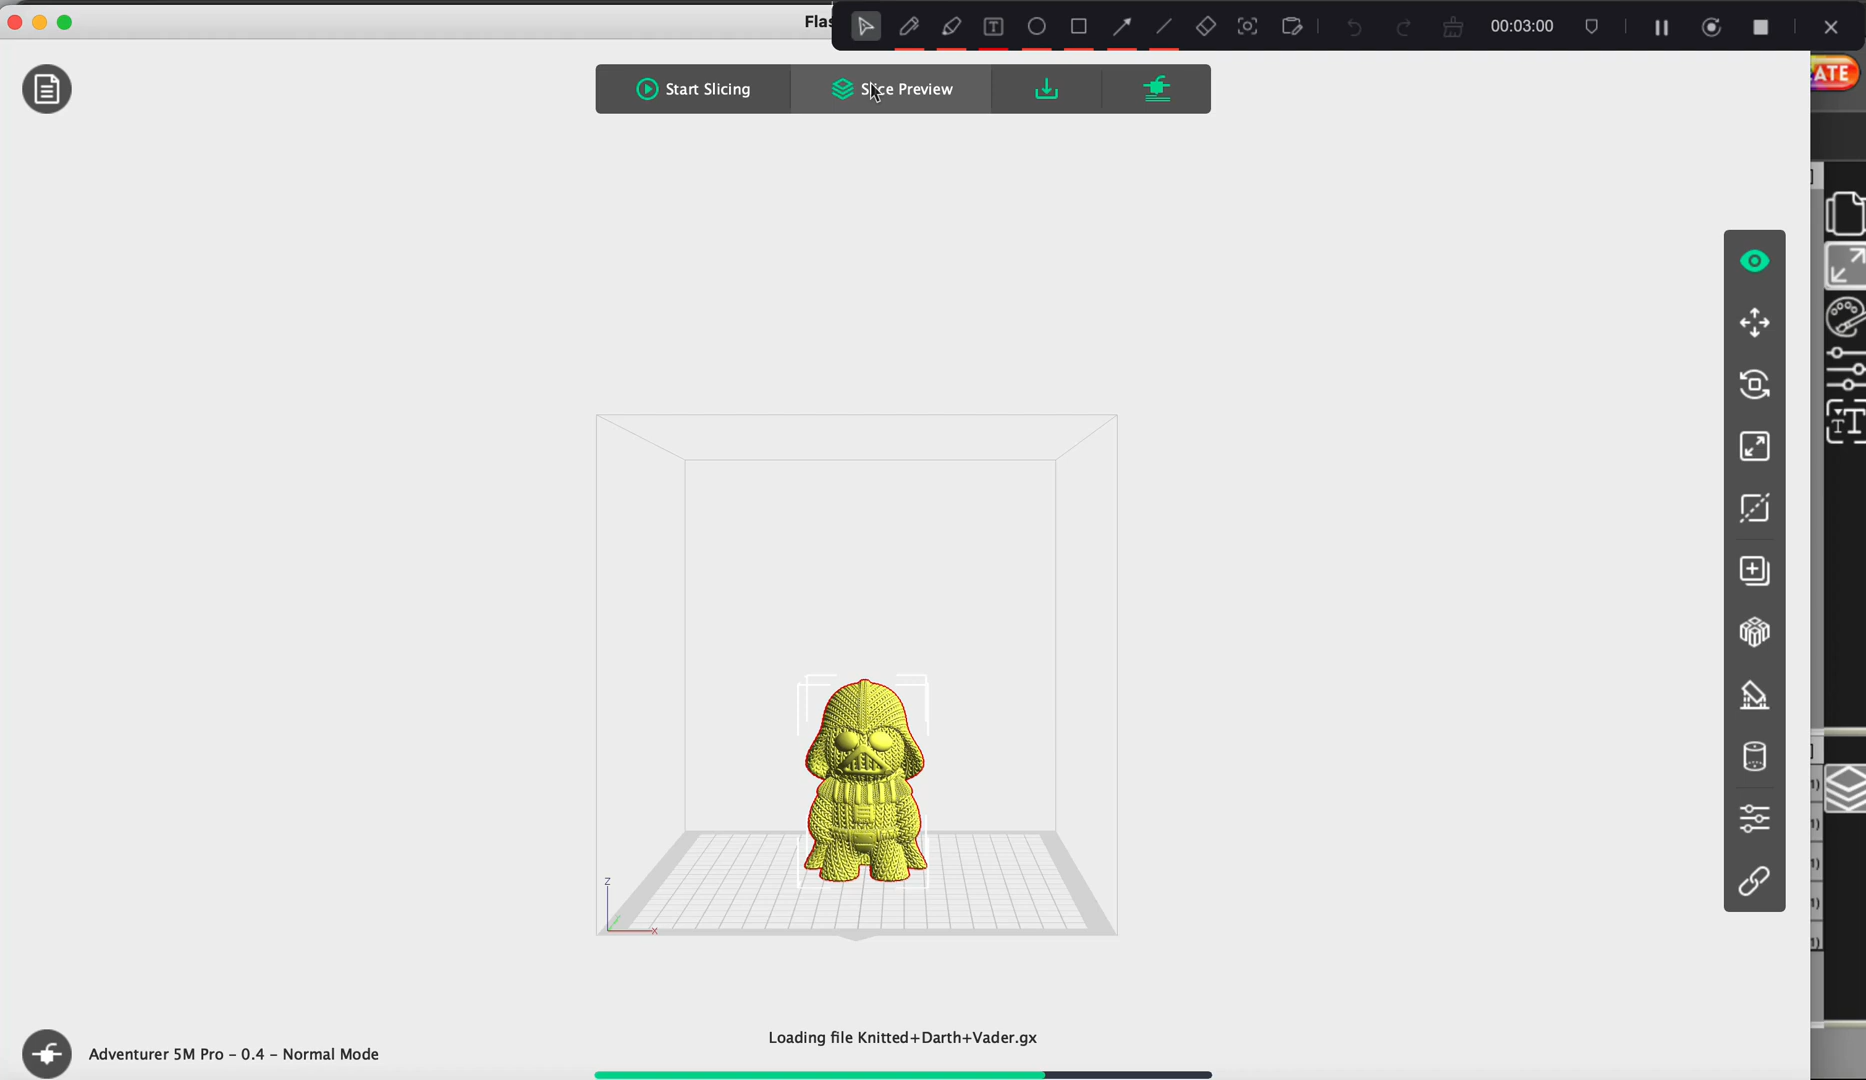 Flas
00:03:00
ATE
Start Slicing
Slice Preview
Z
X
Loading file Knitted+Darth+Vader.gx
Adventurer 5M Pro - 0.4 - Normal Mode